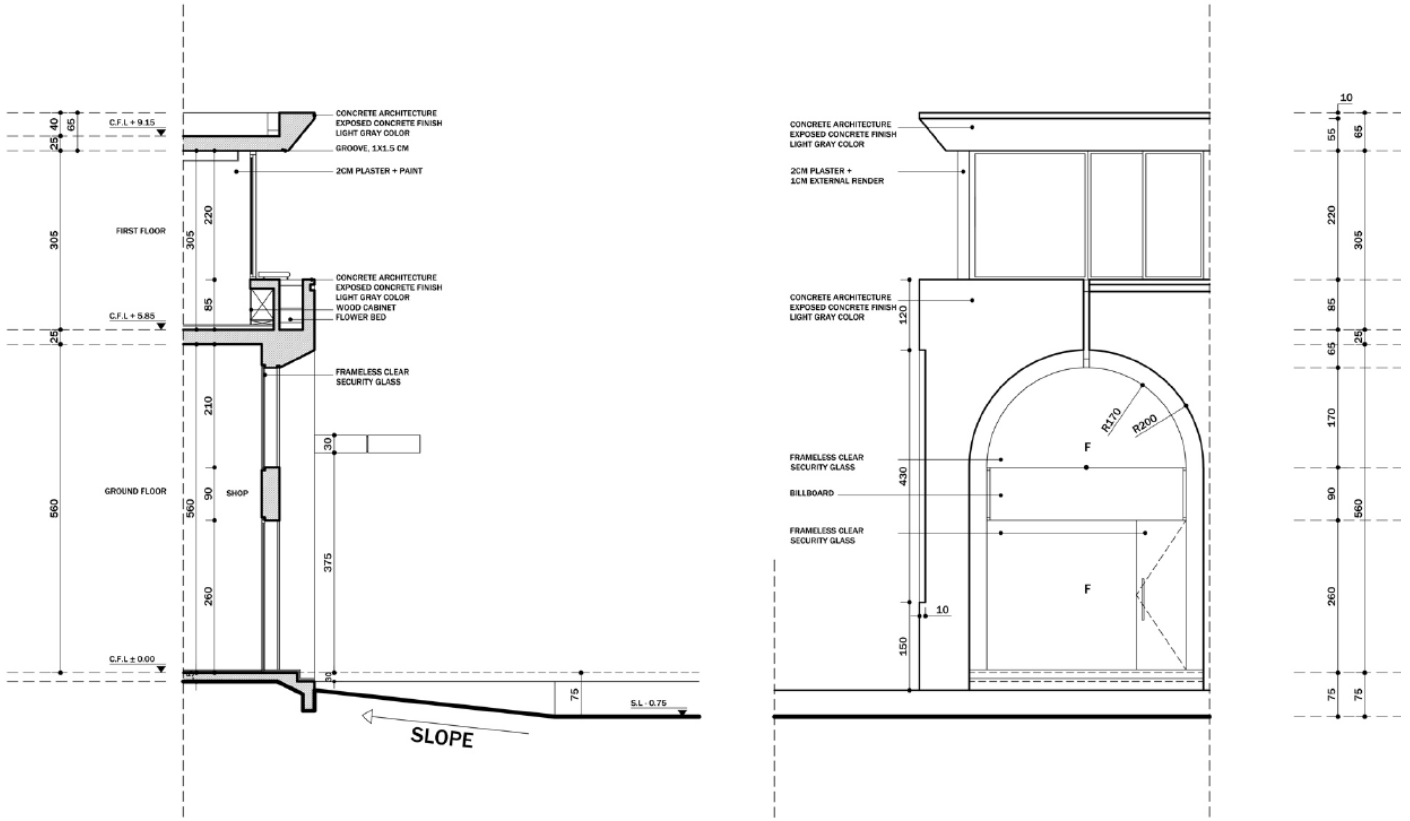 40
65
C.F.L + 9.15
25
CONCRETE ARCHITECTURE
EXPOSED CONCRETE FINISH
LIGHT GRAY COLOR
GROOVE, 1X1.5 CM
2CM PLASTER + PAINT
220
FIRST FLOOR
305
305
CONCRETE ARCHITECTURE
EXPOSED CONCRETE FINISH
LIGHT GRAY COLOR
WOOD CABINET
FLOWER BED
85
C.F.L + 5.85
25
FRAMELESS CLEAR
SECURITY GLASS
210
30
GROUND FLOOR
SHOP
90
560
560
375
260
C.F.L ± 0.00
30
75
S.L - 0.75
SLOPE
10
CONCRETE ARCHITECTURE
EXPOSED CONCRETE FINISH
LIGHT GRAY COLOR
55
65
2CM PLASTER +
1CM EXTERNAL RENDER
220
305
CONCRETE ARCHITECTURE
EXPOSED CONCRETE FINISH
LIGHT GRAY COLOR
120
85
25
65
R170
R200
170
F
FRAMELESS CLEAR
SECURITY GLASS
430
BILLBOARD
90
560
FRAMELESS CLEAR
SECURITY GLASS
F
260
10
150
75
75